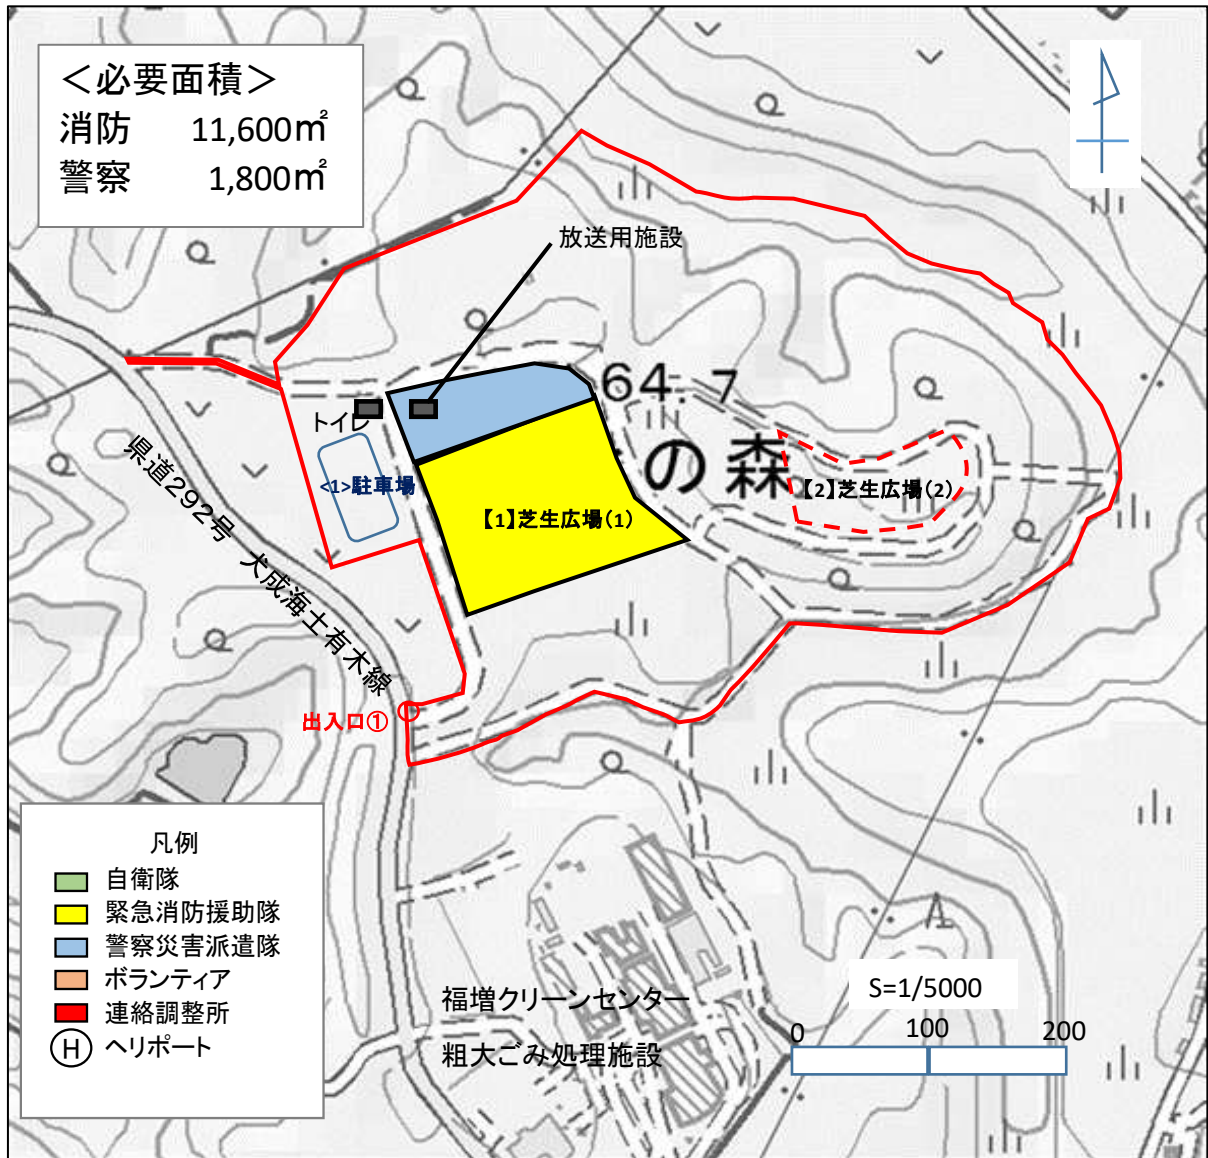 ＜必要面積＞
消防 11,600㎡
警察 1,800㎡
放送用施設
64.7
の森
トイレ
<1>駐車場
【1】芝生広場(1)
【2】芝生広場(2)
県道292号 犬成海士有木線
出入口①
凡例
自衛隊
緊急消防援助隊
警察災害派遣隊
ボランティア
連絡調整所
H ヘリポート
福増クリーンセンター
粗大ごみ処理施設
S=1/5000
0 100 200